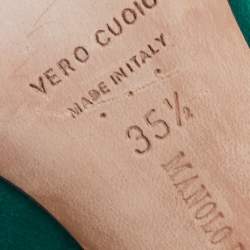 VERO CUOIO
MADE IN ITALY
35½
MANOLO